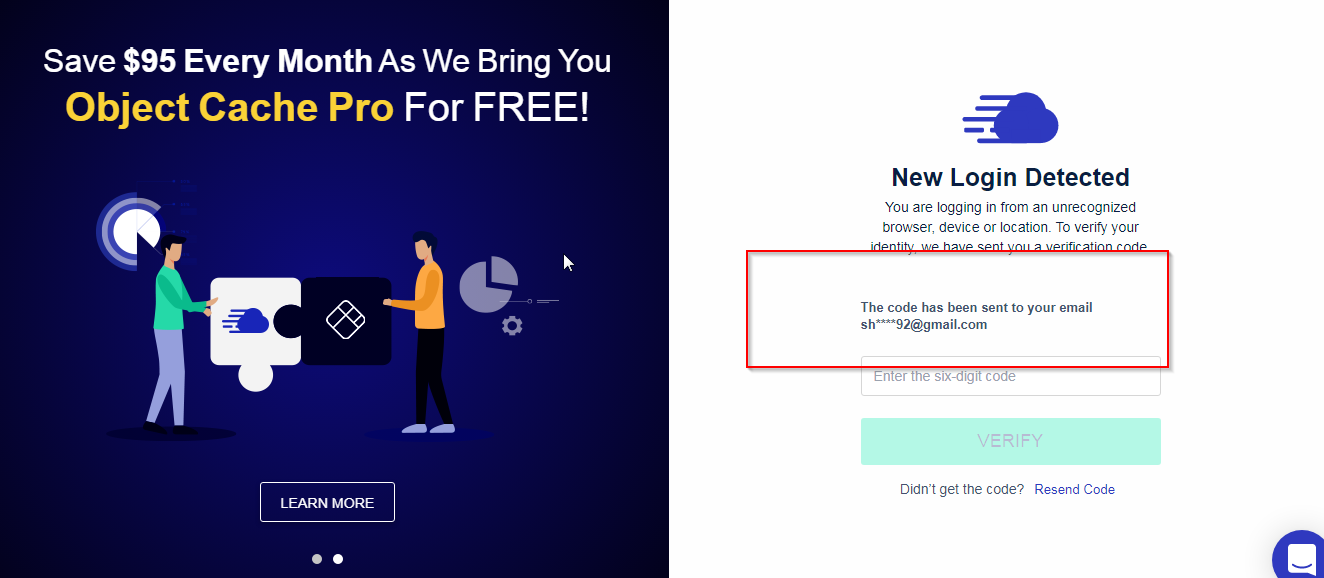 Save $95 Every Month As We Bring You
Object Cache Pro For FREE!
LEARN MORE
New Login Detected
You are logging in from an unrecognized
browser, device or location. To verify your
identity, we have sent you a verification code
The code has been sent to your email
sh****92@gmail.com
Enter the six-digit code
VERIFY
Didn't get the code? Resend Code